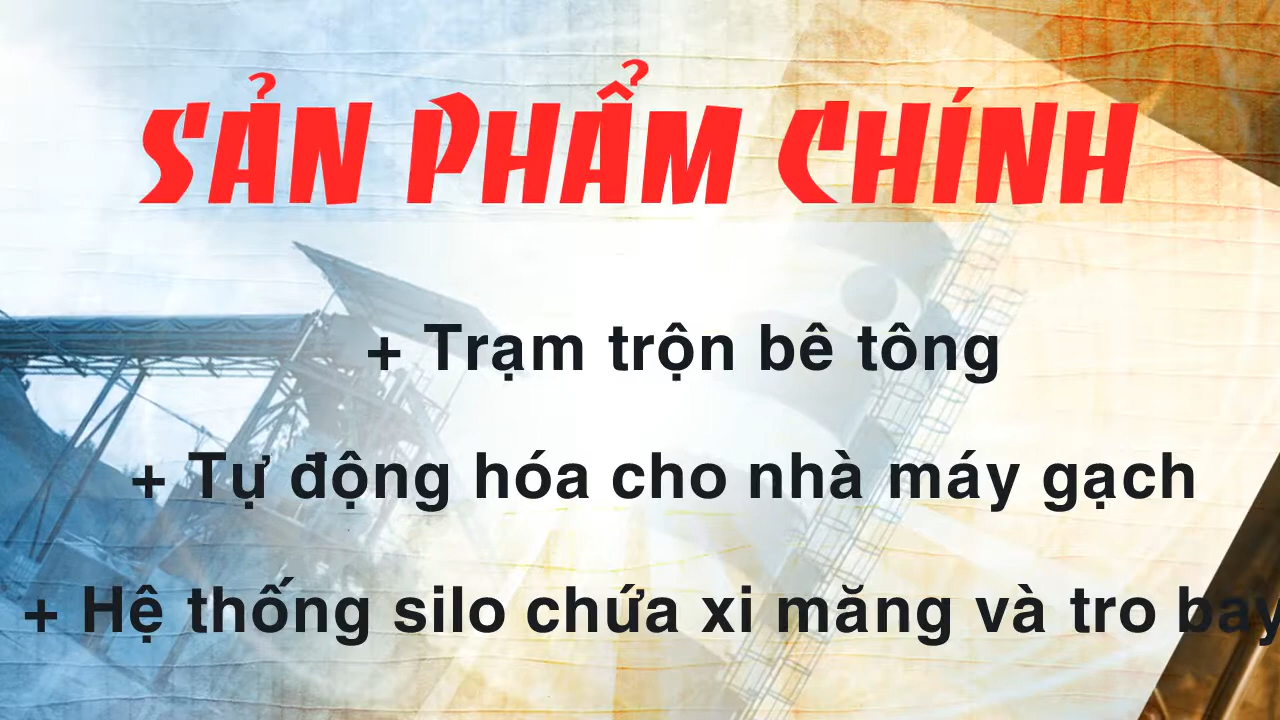 SẢN PHẨM CHÍNH
+ Trạm trộn bê tông
+ Tự động hóa cho nhà máy gạch
+ Hệ thống silo chứa xi măng và tro bay